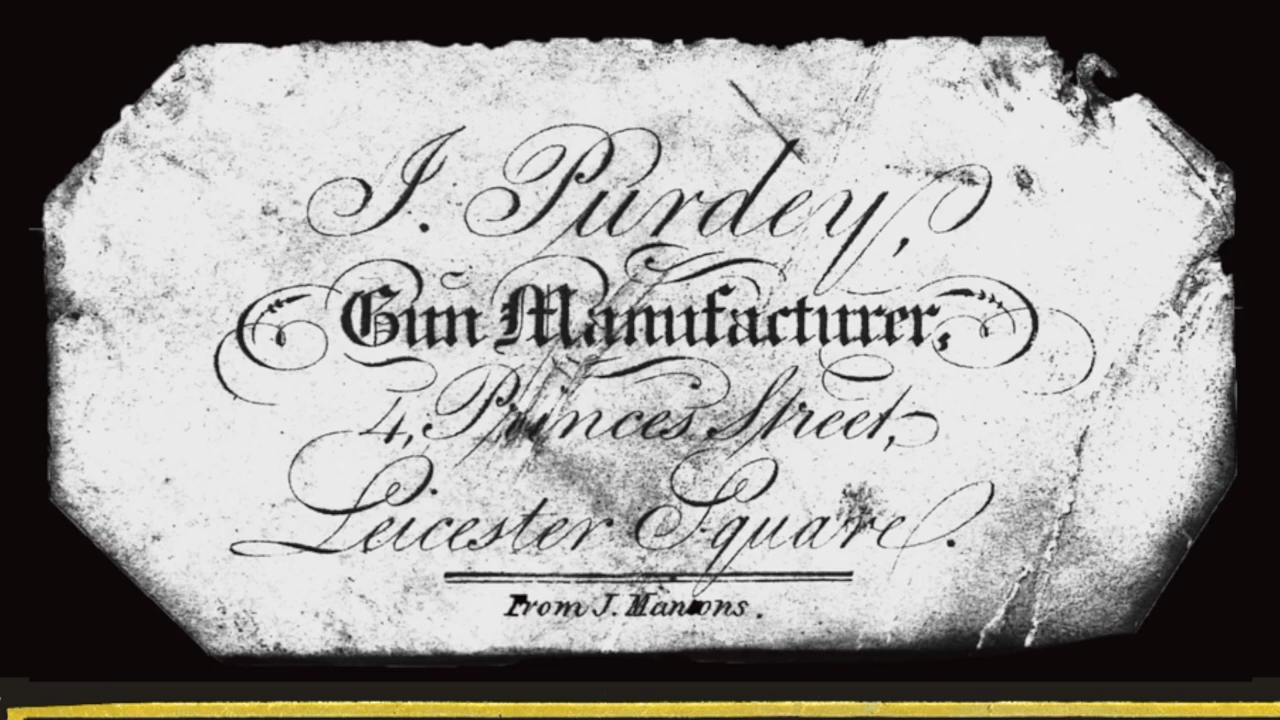 J. Purdey,
Gun Manufacturer,
4, Princes Street,
Leicester Square.
From J. Mantons.